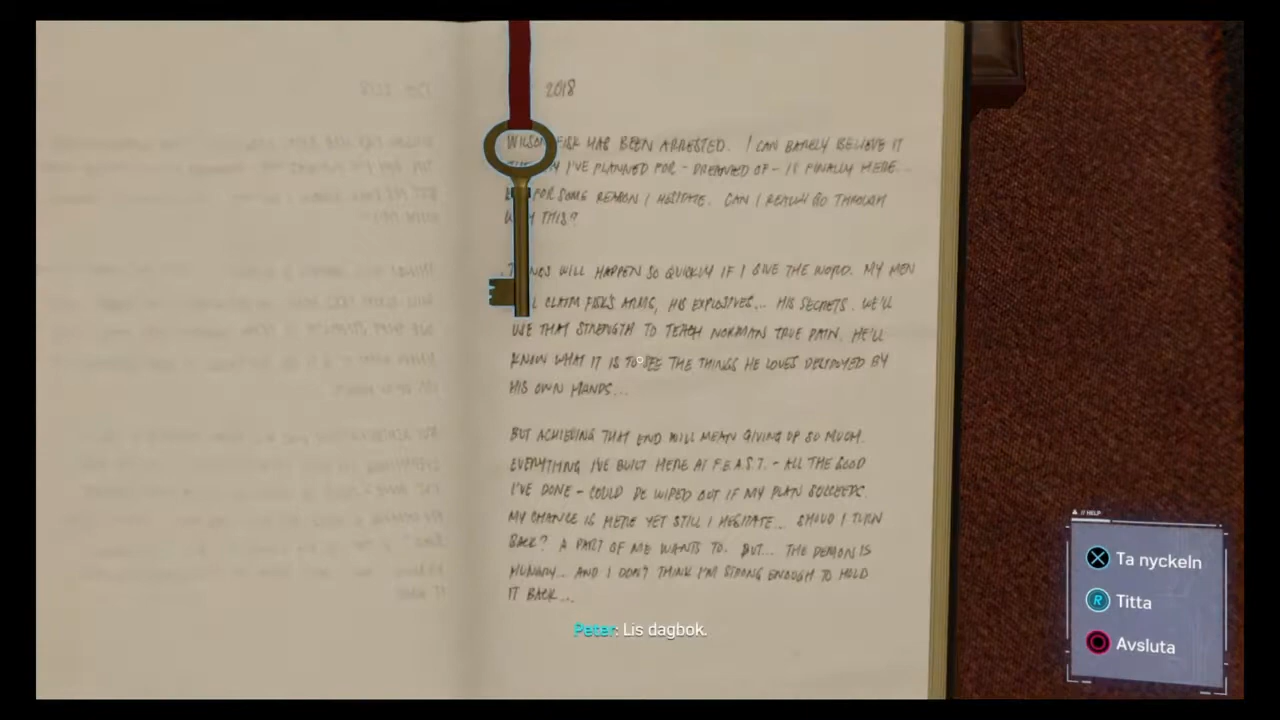 2018
WILSON FISK HAS BEEN ARRESTED. I CAN BARELY BELIEVE IT
I'VE PLANNED FOR - DREAMED OF - IS FINALLY HERE...
FOR SOME REASON I HESITATE. CAN I REALLY GO THROUGH
THIS?
THINGS WILL HAPPEN SO QUICKLY IF I GIVE THE WORD. MY MEN
CLAIM FISK'S ARMS, HIS EXPLOSIVES... HIS SECRETS. WE'LL
USE THAT STRENGTH TO TEACH NORMAN TRUE PAIN. HE'LL
KNOW WHAT IT IS TO SEE THE THINGS HE LOVES DESTROYED BY
HIS OWN HANDS...
BUT ACHIEVING THAT END WILL MEAN GIVING UP SO MUCH.
EVERYTHING I'VE BUILT HERE AT F.E.A.S.T. - ALL THE GOOD
I'VE DONE - COULD BE WIPED OUT IF MY PLAN SUCCEEDS.
MY CHANCE IS HERE YET STILL I HESITATE... SHOULD I TURN
BACK? A PART OF ME WANTS TO. BUT... THE DEMON IS
HUNGRY... AND I DON'T THINK I'M STRONG ENOUGH TO HOLD
IT BACK...
Peter: Lis dagbok.
// HELP
Ta nyckeln
R Titta
Avsluta